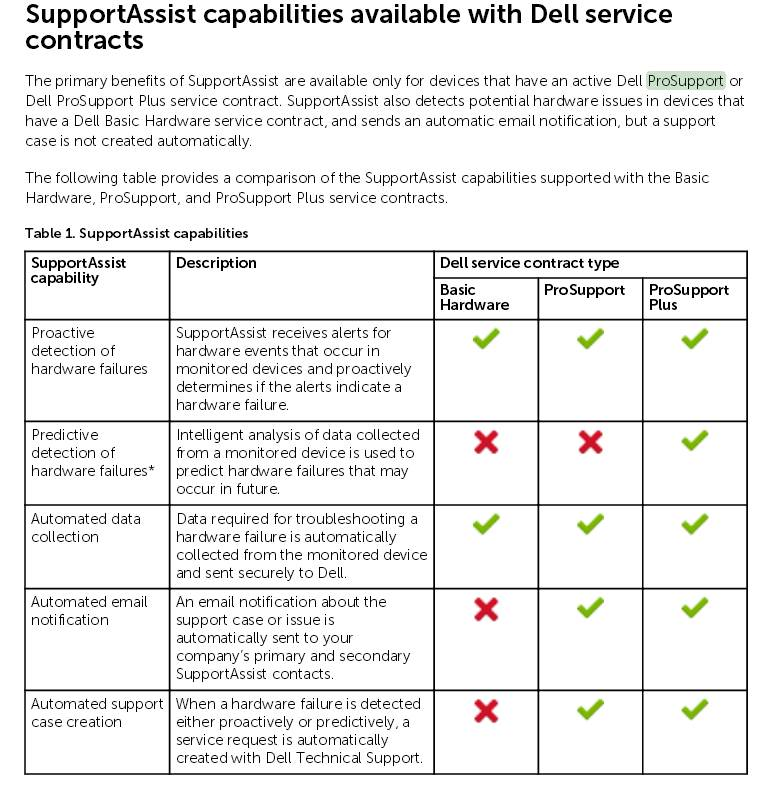 SupportAssist capabilities available with Dell service
contracts
The primary benefits of SupportAssist are available only for devices that have an active Dell ProSupport or
Dell ProSupport Plus service contract. SupportAssist also detects potential hardware issues in devices that
have a Dell Basic Hardware service contract, and sends an automatic email notification, but a support
case is not created automatically.
The following table provides a comparison of the SupportAssist capabilities supported with the Basic
Hardware, ProSupport, and ProSupport Plus service contracts.
Table 1. SupportAssist capabilities
SupportAssist
capability
Description
Dell service contract type
Basic
Hardware
ProSupport
ProSupport
Plus
Proactive
detection of
hardware failures
SupportAssist receives alerts for
hardware events that occur in
monitored devices and proactively
determines if the alerts indicate a
hardware failure.
Predictive
detection of
hardware failures*
Intelligent analysis of data collected
from a monitored device is used to
predict hardware failures that may
occur in future.
Automated data
collection
Data required for troubleshooting a
hardware failure is automatically
collected from the monitored device
and sent securely to Dell.
Automated email
notification
An email notification about the
support case or issue is
automatically sent to your
company's primary and secondary
SupportAssist contacts.
Automated support
case creation
When a hardware failure is detected
either proactively or predictively, a
service request is automatically
created with Dell Technical Support.